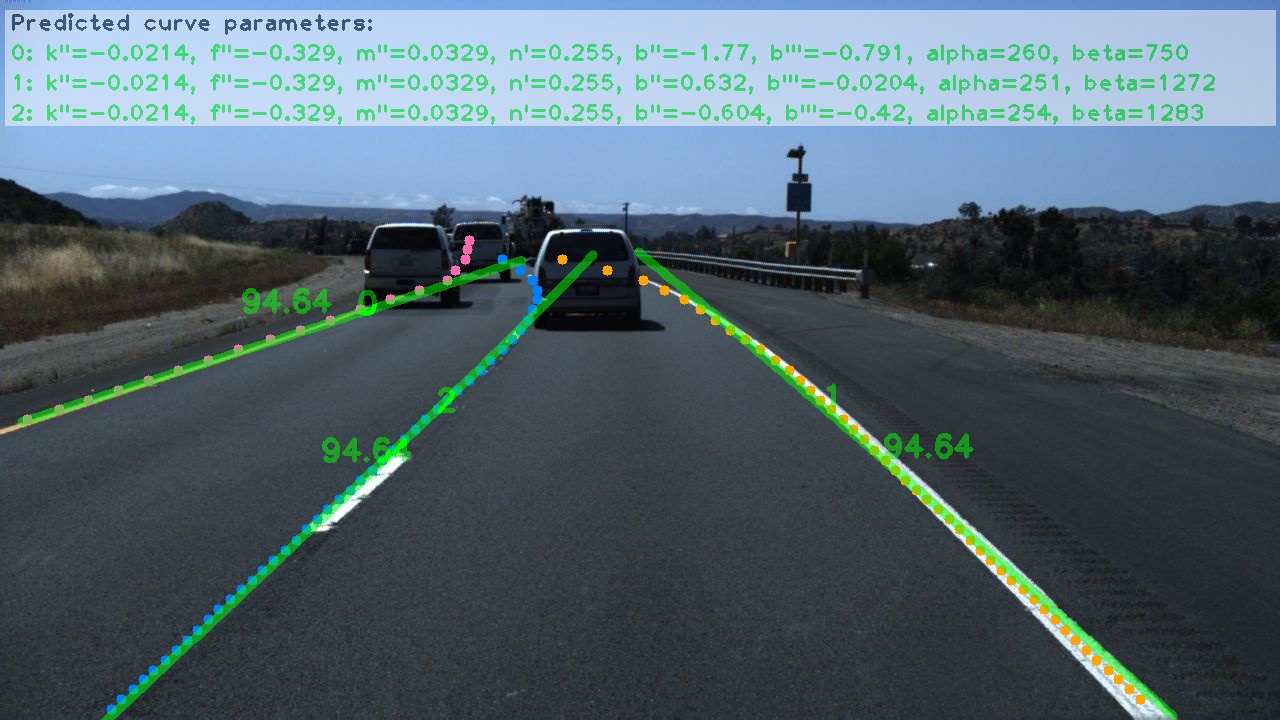 Predicted curve parameters:
0: k''=-0.0214, f''=-0.329, m''=0.0329, n'=0.255, b''=-1.77, b'''=-0.791, alpha=260, beta=750
1: k''=-0.0214, f''=-0.329, m''=0.0329, n'=0.255, b''=0.632, b'''=-0.0204, alpha=251, beta=1272
2: k''=-0.0214, f''=-0.329, m''=0.0329, n'=0.255, b''=-0.604, b'''=-0.42, alpha=254, beta=1283
94.64 0
2 1
94.64 94.64